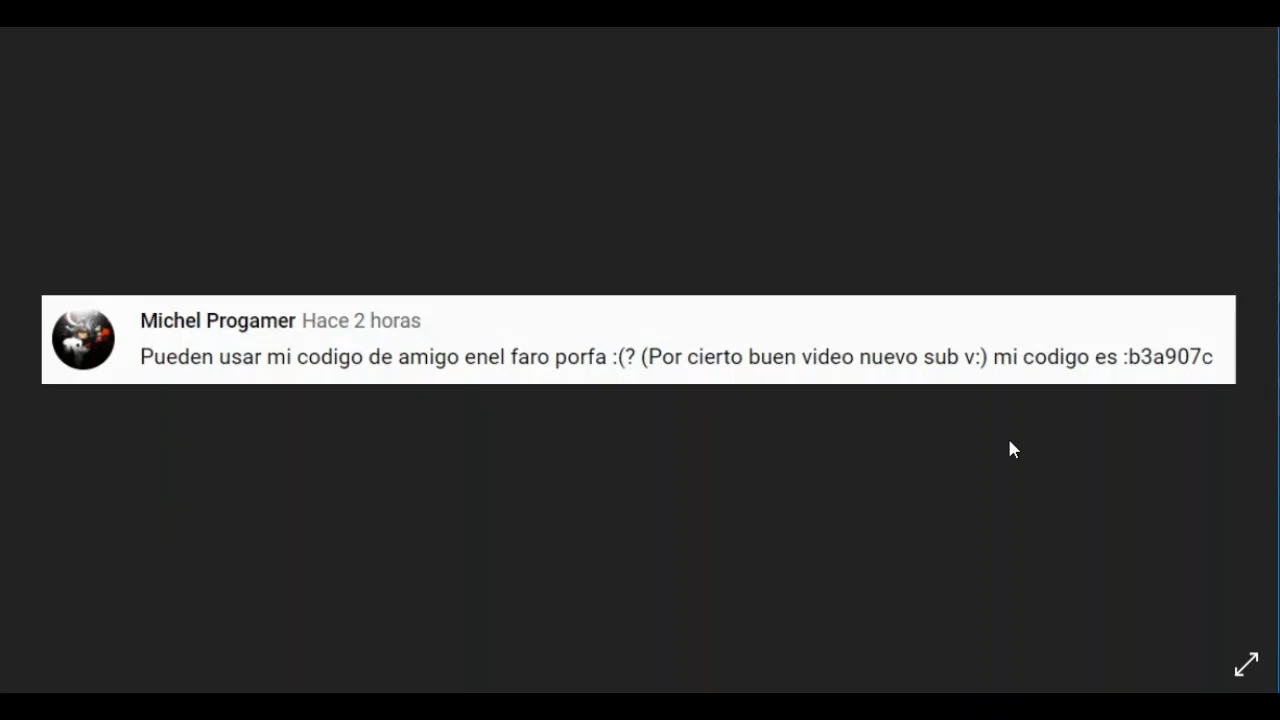 Michel Progamer Hace 2 horas
Pueden usar mi codigo de amigo enel faro porfa :(? (Por cierto buen video nuevo sub v:) mi codigo es :b3a907c